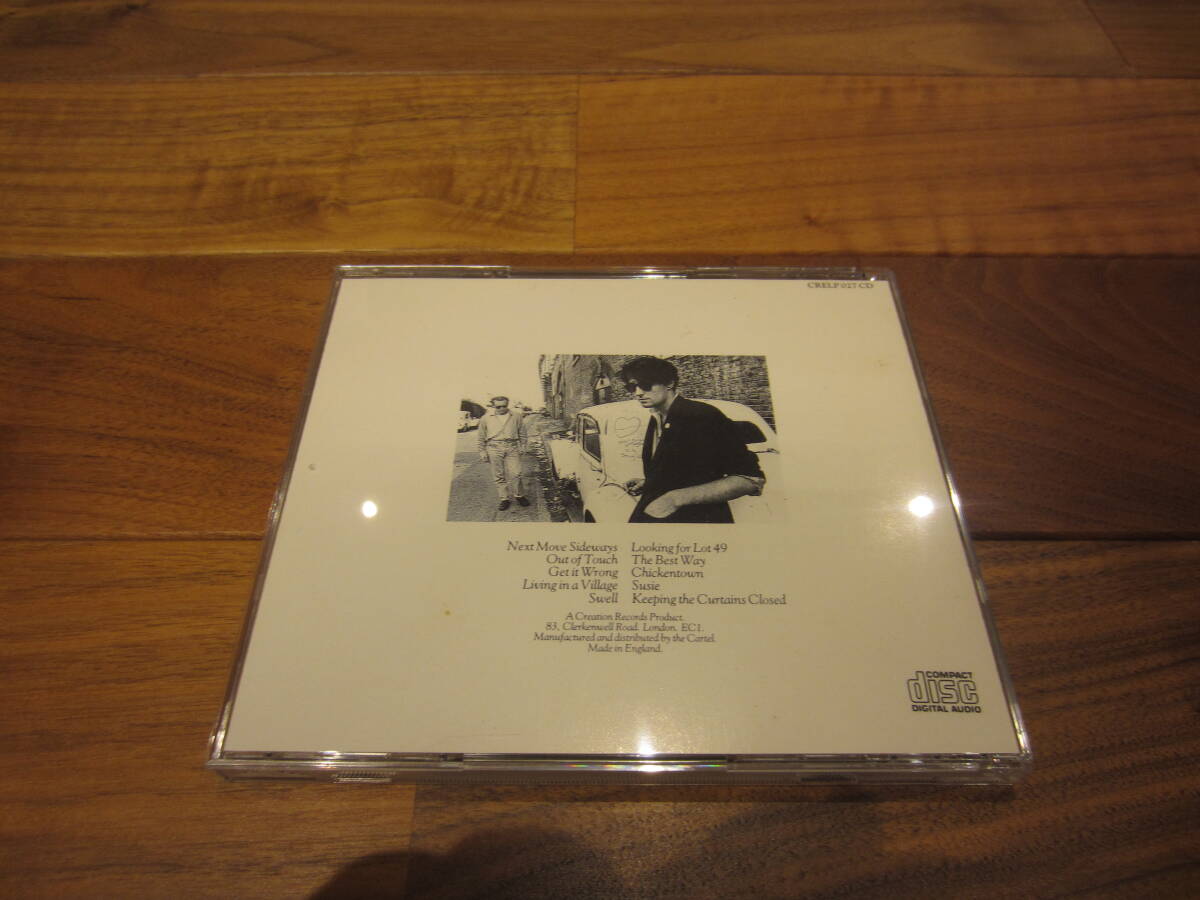 CRELP 027 CD
Next Move Sideways
Out of Touch
Get it Wrong
Living in a Village
Swell
Looking for Lot 49
The Best Way
Chickentown
Susie
Keeping the Curtains Closed
A Creation Records Product.
83, Clerkenwell Road. London. EC1.
Manufactured and distributed by the Cartel.
Made in England.
COMPACT
disc
DIGITAL AUDIO